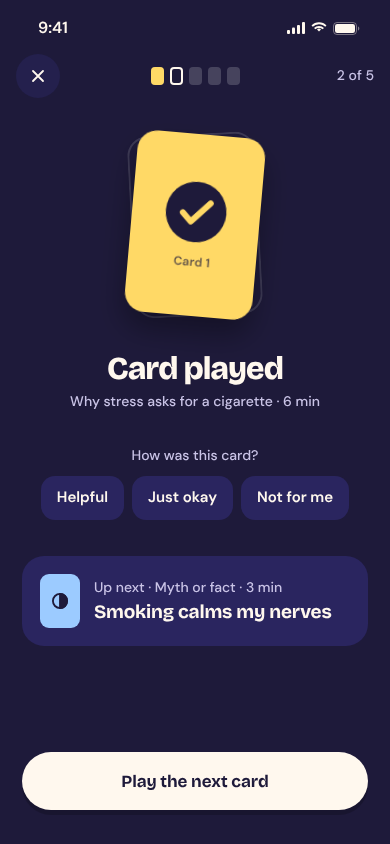 9:41
2 of 5
Card 1
Card played
Why stress asks for a cigarette · 6 min
How was this card?
Helpful
Just okay
Not for me
Up next · Myth or fact · 3 min
Smoking calms my nerves
Play the next card